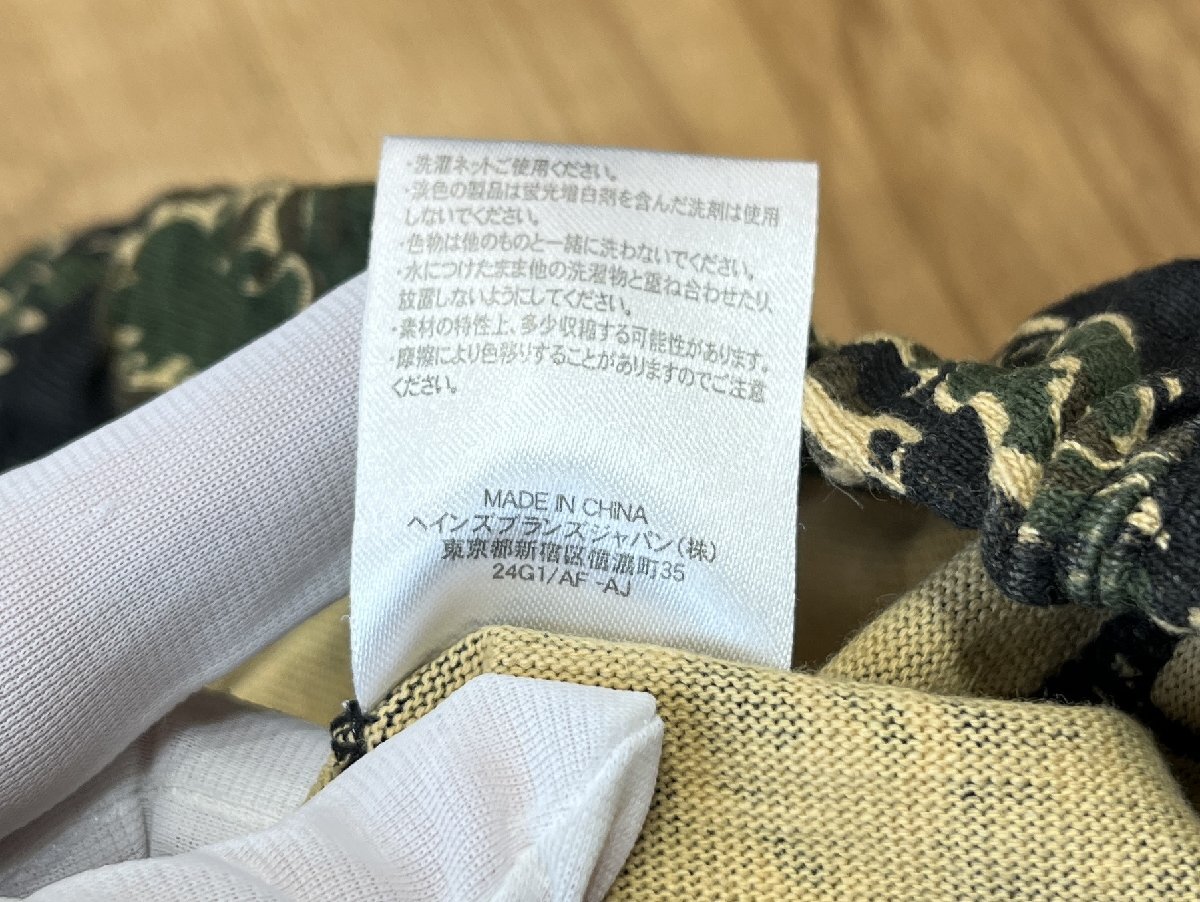 ・洗濯ネットご使用ください。
・淡色の製品は蛍光増白剤を含んだ洗剤は使用
しないでください。
・色物は他のものと一緒に洗わないでください。
・水につけたまま他の洗濯物と重ね合わせたり、
放置しないようにしてください。
・素材の特性上、多少収縮する可能性があります。
・摩擦により色移りすることがありますのでご注意
ください。
MADE IN CHINA
ヘインズブランズジャパン(株)
東京都新宿区信濃町35
24G1/AF-AJ